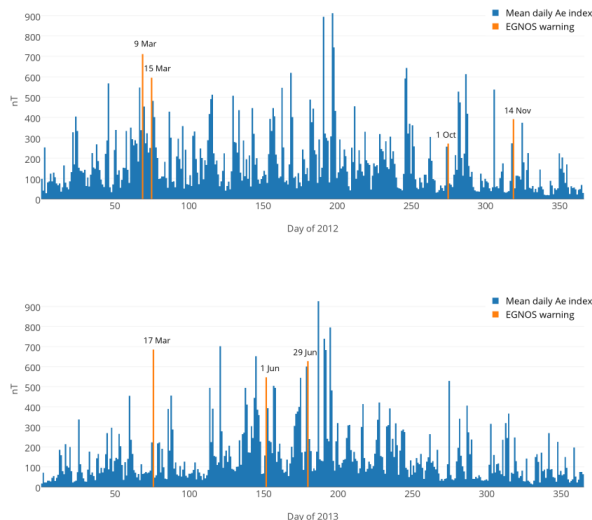 Mean daily Ae index
EGNOS warning
900
800
700
600
500
400
300
200
100
0
nT
9 Mar
15 Mar
1 Oct
14 Nov
50
100
150
200
250
300
350
Day of 2012
Mean daily Ae index
EGNOS warning
900
800
700
600
500
400
300
200
100
0
nT
17 Mar
1 Jun
29 Jun
50
100
150
200
250
300
350
Day of 2013